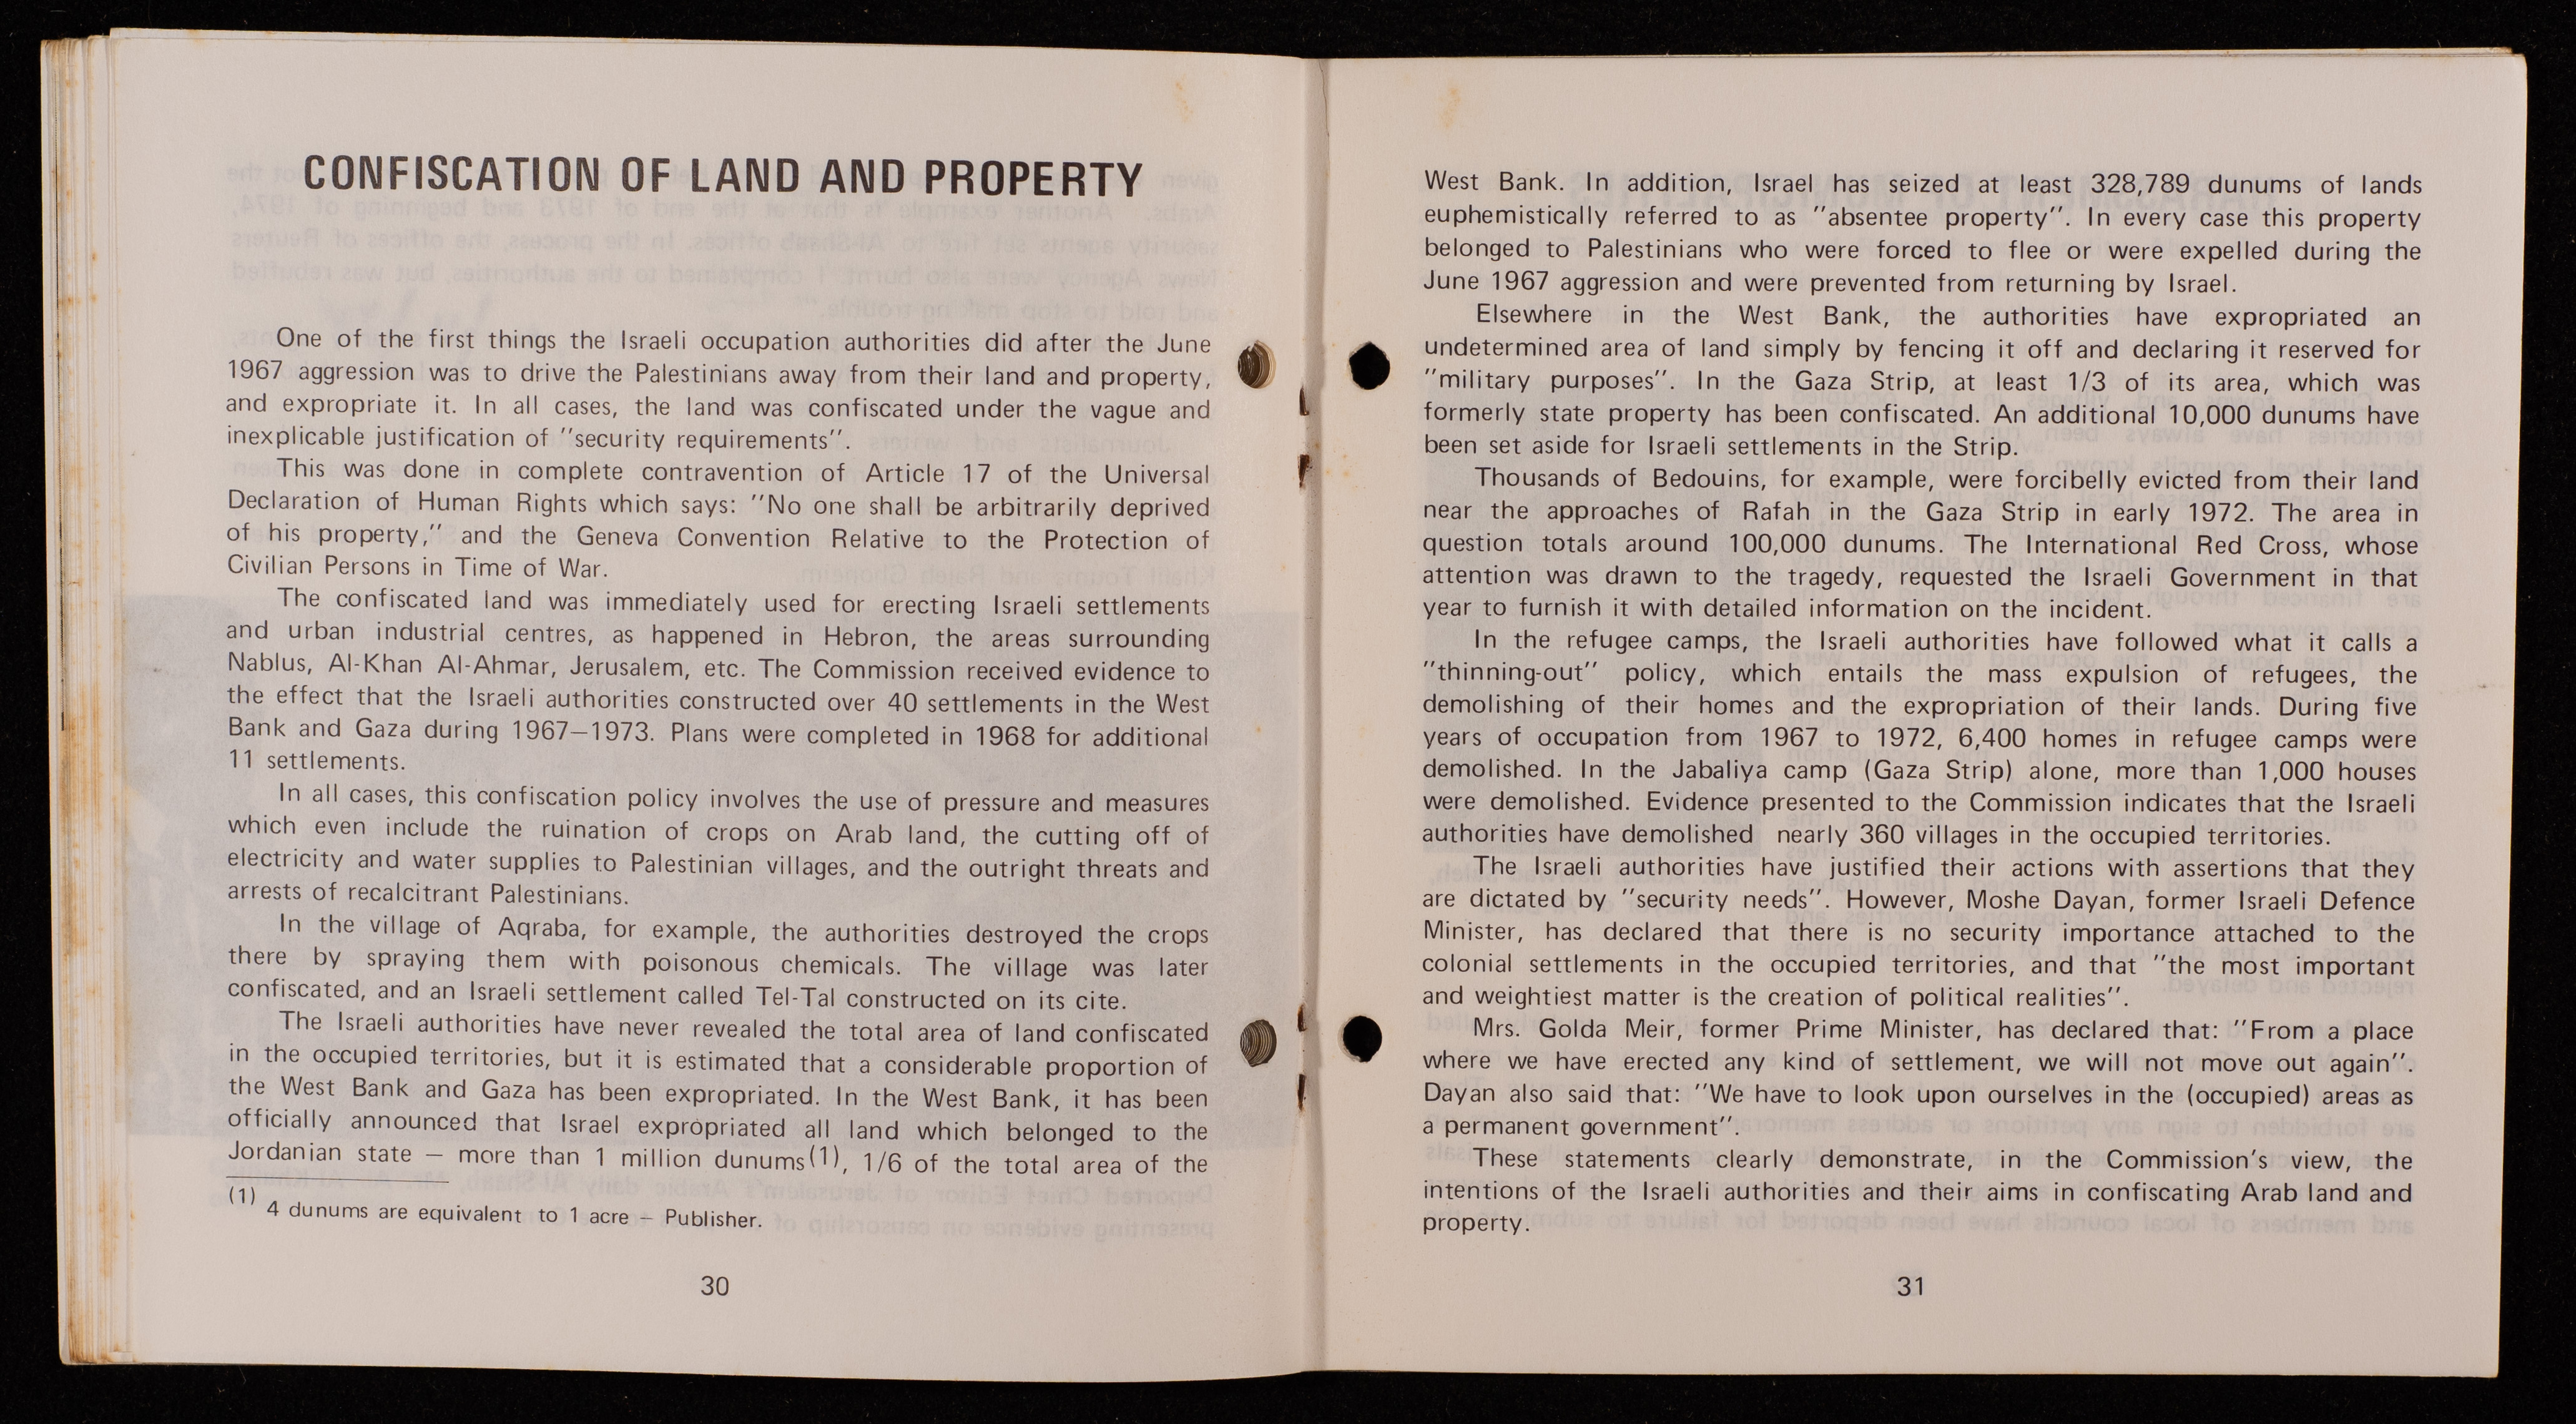 CONFISCATION OF LAND AND PROPERTY
One of the first things the Israeli occupation authorities did after the June
1967 aggression was to drive the Palestinians away from their land and property,
and expropriate it. In all cases, the land was confiscated under the vague and
inexplicable justification of "security requirements".
This was done in complete contravention of Article 17 of the Universal
Declaration of Human Rights which says: "No one shall be arbitrarily deprived
of his property," and the Geneva Convention Relative to the Protection of
Civilian Persons in Time of War.
The confiscated land was immediately used for erecting Israeli settlements
and urban industrial centres, as happened in Hebron, the areas surrounding
Nablus, Al-Khan Al-Ahmar, Jerusalem, etc. The Commission received evidence to
the effect that the Israeli authorities constructed over 40 settlements in the West
Bank and Gaza during 1967–1973. Plans were completed in 1968 for additional
11 settlements.
In all cases, this confiscation policy involves the use of pressure and measures
which even include the ruination of crops on Arab land, the cutting off of
electricity and water supplies to Palestinian villages, and the outright threats and
arrests of recalcitrant Palestinians.
In the village of Aqraba, for example, the authorities destroyed the crops
there by spraying them with poisonous chemicals. The village was later
confiscated, and an Israeli settlement called Tel-Tal constructed on its cite.
The Israeli authorities have never revealed the total area of land confiscated
in the occupied territories, but it is estimated that a considerable proportion of
the West Bank and Gaza has been expropriated. In the West Bank, it has been
officially announced that Israel expropriated all land which belonged to the
Jordanian state – more than 1 million dunums(1), 1/6 of the total area of the
(1) 4 dunums are equivalent to 1 acre – Publisher.
30
West Bank. In addition, Israel has seized at least 328,789 dunums of lands
euphemistically referred to as "absentee property". In every case this property
belonged to Palestinians who were forced to flee or were expelled during the
June 1967 aggression and were prevented from returning by Israel.
Elsewhere in the West Bank, the authorities have expropriated an
undetermined area of land simply by fencing it off and declaring it reserved for
"military purposes". In the Gaza Strip, at least 1/3 of its area, which was
formerly state property has been confiscated. An additional 10,000 dunums have
been set aside for Israeli settlements in the Strip.
Thousands of Bedouins, for example, were forcibelly evicted from their land
near the approaches of Rafah in the Gaza Strip in early 1972. The area in
question totals around 100,000 dunums. The International Red Cross, whose
attention was drawn to the tragedy, requested the Israeli Government in that
year to furnish it with detailed information on the incident.
In the refugee camps, the Israeli authorities have followed what it calls a
"thinning-out" policy, which entails the mass expulsion of refugees, the
demolishing of their homes and the expropriation of their lands. During five
years of occupation from 1967 to 1972, 6,400 homes in refugee camps were
demolished. In the Jabaliya camp (Gaza Strip) alone, more than 1,000 houses
were demolished. Evidence presented to the Commission indicates that the Israeli
authorities have demolished nearly 360 villages in the occupied territories.
The Israeli authorities have justified their actions with assertions that they
are dictated by "security needs". However, Moshe Dayan, former Israeli Defence
Minister, has declared that there is no security importance attached to the
colonial settlements in the occupied territories, and that "the most important
and weightiest matter is the creation of political realities".
Mrs. Golda Meir, former Prime Minister, has declared that: "From a place
where we have erected any kind of settlement, we will not move out again".
Dayan also said that: "We have to look upon ourselves in the (occupied) areas as
a permanent government".
These statements clearly demonstrate, in the Commission's view, the
intentions of the Israeli authorities and their aims in confiscating Arab land and
property.
31